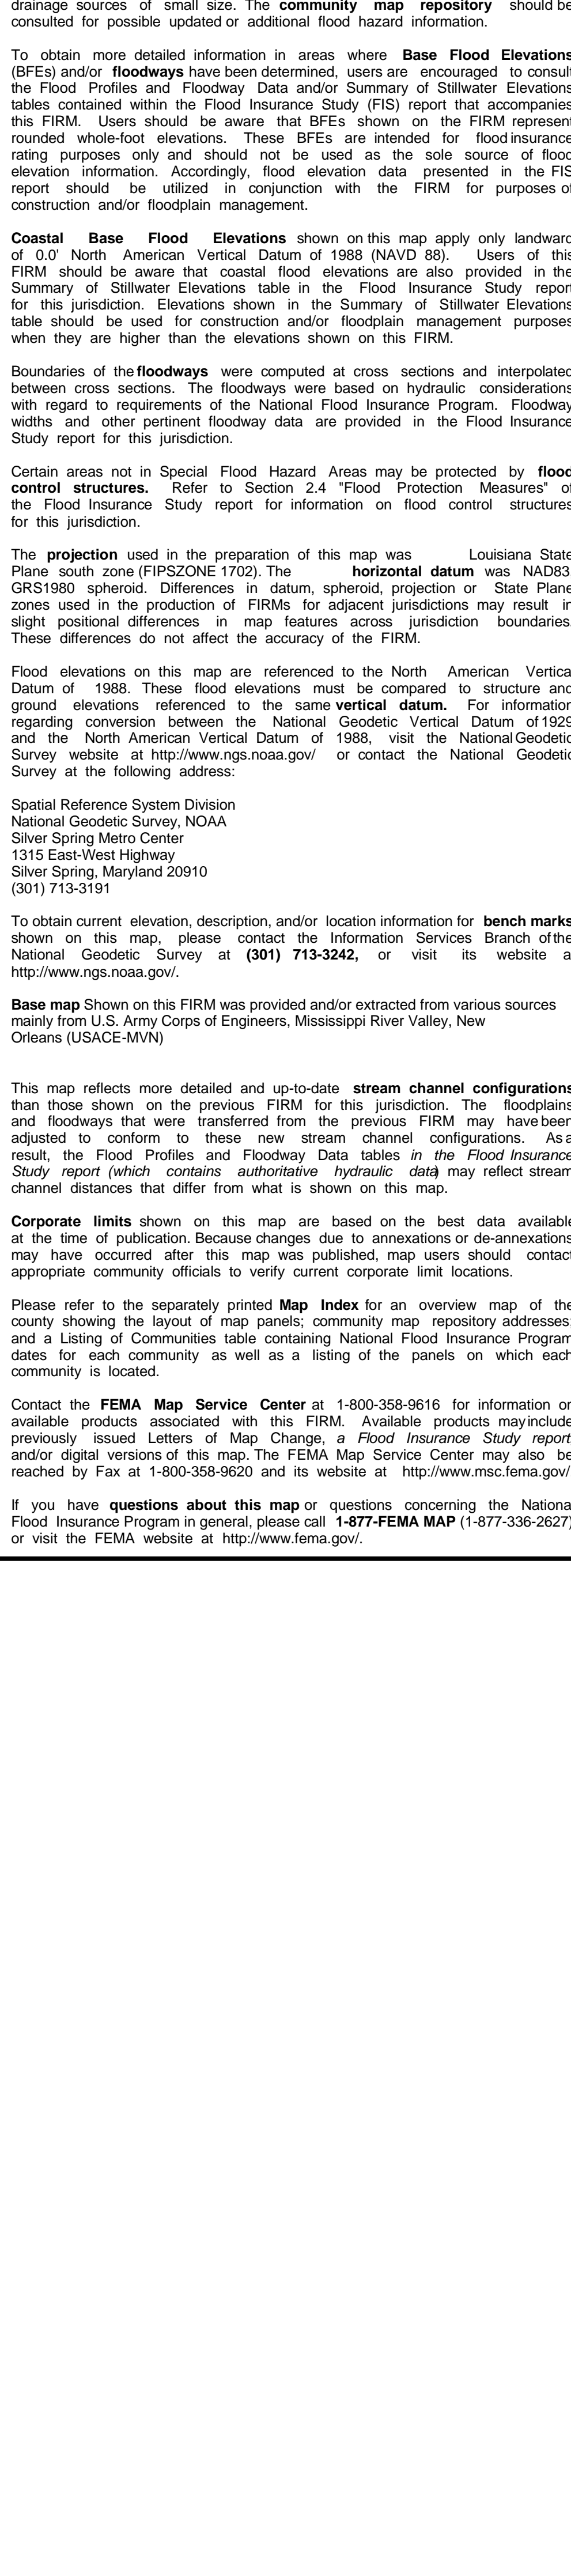 drainage sources of small size. The community map repository should be
consulted for possible updated or additional flood hazard information.
To obtain more detailed information in areas where Base Flood Elevations
(BFEs) and/or floodways have been determined, users are encouraged to consult
the Flood Profiles and Floodway Data and/or Summary of Stillwater Elevations
tables contained within the Flood Insurance Study (FIS) report that accompanies
this FIRM. Users should be aware that BFEs shown on the FIRM represent
rounded whole-foot elevations. These BFEs are intended for flood insurance
rating purposes only and should not be used as the sole source of flood
elevation information. Accordingly, flood elevation data presented in the FIS
report should be utilized in conjunction with the FIRM for purposes of
construction and/or floodplain management.
Coastal Base Flood Elevations shown on this map apply only landward
of 0.0' North American Vertical Datum of 1988 (NAVD 88). Users of this
FIRM should be aware that coastal flood elevations are also provided in the
Summary of Stillwater Elevations table in the Flood Insurance Study report
for this jurisdiction. Elevations shown in the Summary of Stillwater Elevations
table should be used for construction and/or floodplain management purposes
when they are higher than the elevations shown on this FIRM.
Boundaries of the floodways were computed at cross sections and interpolated
between cross sections. The floodways were based on hydraulic considerations
with regard to requirements of the National Flood Insurance Program. Floodway
widths and other pertinent floodway data are provided in the Flood Insurance
Study report for this jurisdiction.
Certain areas not in Special Flood Hazard Areas may be protected by flood
control structures. Refer to Section 2.4 "Flood Protection Measures" of
the Flood Insurance Study report for information on flood control structures
for this jurisdiction.
The projection used in the preparation of this map was Louisiana State
Plane south zone (FIPSZONE 1702). The horizontal datum was NAD83
GRS1980 spheroid. Differences in datum, spheroid, projection or State Plane
zones used in the production of FIRMs for adjacent jurisdictions may result in
slight positional differences in map features across jurisdiction boundaries.
These differences do not affect the accuracy of the FIRM.
Flood elevations on this map are referenced to the North American Vertica
Datum of 1988. These flood elevations must be compared to structure and
ground elevations referenced to the same vertical datum. For information
regarding conversion between the National Geodetic Vertical Datum of 1929
and the North American Vertical Datum of 1988, visit the National Geodetic
Survey website at http://www.ngs.noaa.gov/ or contact the National Geodetic
Survey at the following address:
Spatial Reference System Division
National Geodetic Survey, NOAA
Silver Spring Metro Center
1315 East-West Highway
Silver Spring, Maryland 20910
(301) 713-3191
To obtain current elevation, description, and/or location information for bench marks
shown on this map, please contact the Information Services Branch of the
National Geodetic Survey at (301) 713-3242, or visit its website a
http://www.ngs.noaa.gov/.
Base map Shown on this FIRM was provided and/or extracted from various sources
mainly from U.S. Army Corps of Engineers, Mississippi River Valley, New
Orleans (USACE-MVN)
This map reflects more detailed and up-to-date stream channel configurations
than those shown on the previous FIRM for this jurisdiction. The floodplains
and floodways that were transferred from the previous FIRM may have been
adjusted to conform to these new stream channel configurations. As a
result, the Flood Profiles and Floodway Data tables in the Flood Insurance
Study report (which contains authoritative hydraulic data) may reflect stream
channel distances that differ from what is shown on this map.
Corporate limits shown on this map are based on the best data available
at the time of publication. Because changes due to annexations or de-annexations
may have occurred after this map was published, map users should contact
appropriate community officials to verify current corporate limit locations.
Please refer to the separately printed Map Index for an overview map of the
county showing the layout of map panels; community map repository addresses;
and a Listing of Communities table containing National Flood Insurance Program
dates for each community as well as a listing of the panels on which each
community is located.
Contact the FEMA Map Service Center at 1-800-358-9616 for information on
available products associated with this FIRM. Available products may include
previously issued Letters of Map Change, a Flood Insurance Study report
and/or digital versions of this map. The FEMA Map Service Center may also be
reached by Fax at 1-800-358-9620 and its website at http://www.msc.fema.gov/
If you have questions about this map or questions concerning the Nationa
Flood Insurance Program in general, please call 1-877-FEMA MAP (1-877-336-2627)
or visit the FEMA website at http://www.fema.gov/.